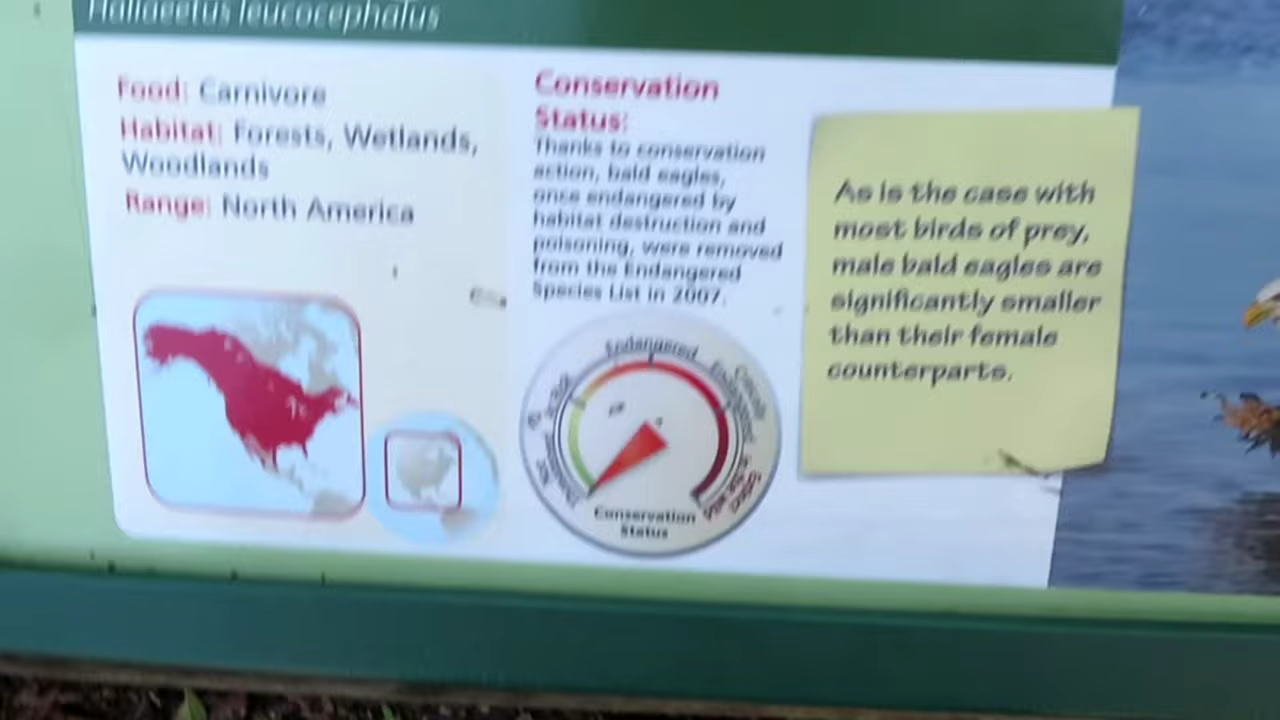 Haliaeetus leucocephalus
Food: Carnivore
Habitat: Forests, Wetlands,
Woodlands
Range: North America
Conservation
Status:
Thanks to conservation
action, bald eagles,
once endangered by
habitat destruction and
poisoning, were removed
from the Endangered
Species List in 2007.
Endangered
Conservation
Status
As is the case with
most birds of prey,
male bald eagles are
significantly smaller
than their female
counterparts.